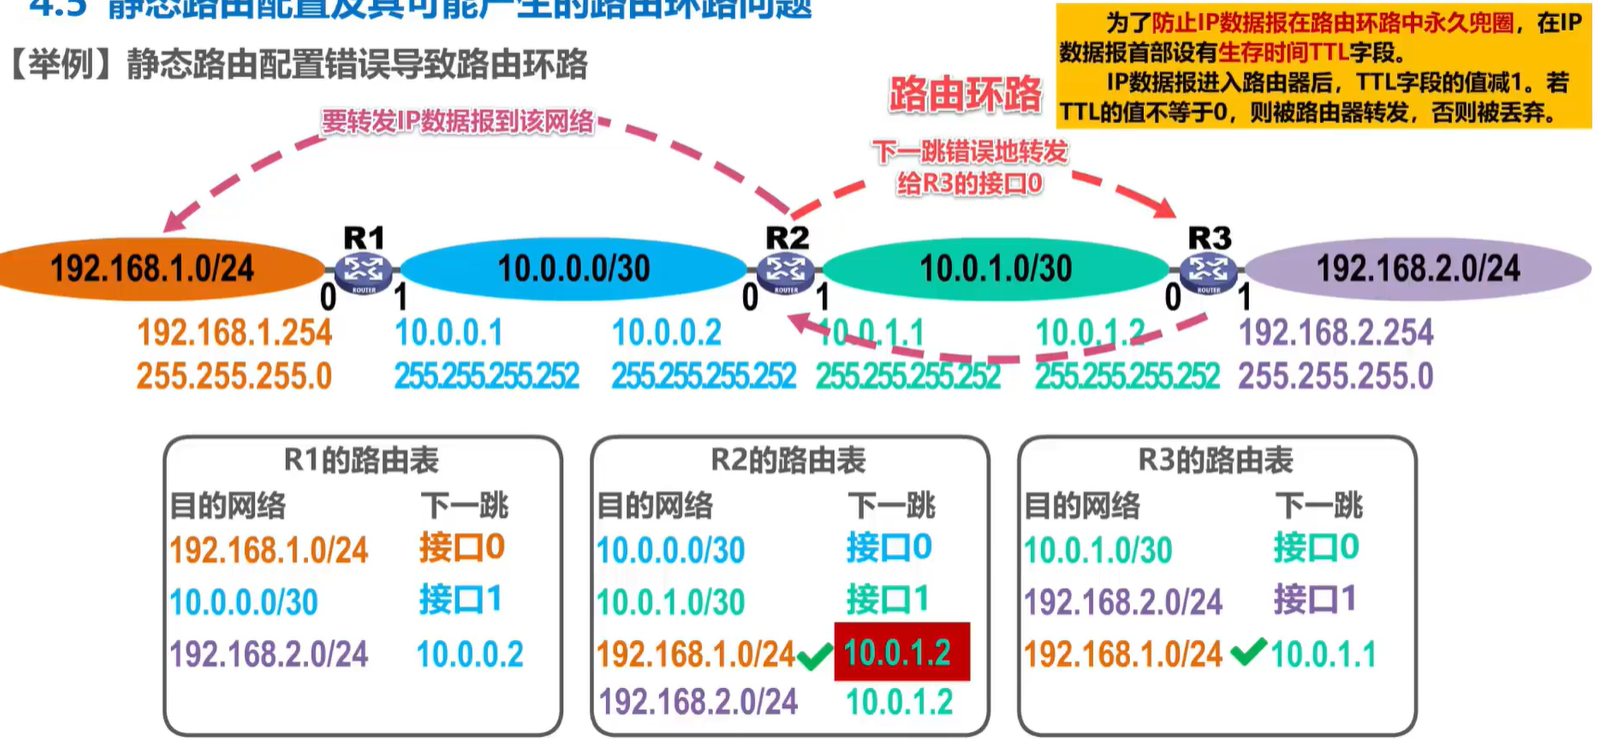 4.5 静态路由配置及其可能产生的路由环路问题
【举例】静态路由配置错误导致路由环路
为了防止IP数据报在路由环路中永久兜圈，在IP
数据报首部设有生存时间TTL字段。
IP数据报进入路由器后，TTL字段的值减1。若
TTL的值不等于0，则被路由器转发，否则被丢弃。
路由环路
要转发IP数据报到该网络
下一跳错误地转发
给R3的接口0
R1 R2 R3
192.168.1.0/24 10.0.0.0/30 10.0.1.0/30 192.168.2.0/24
ROUTER ROUTER ROUTER
0 1 0 1 0 1
192.168.1.254 10.0.0.1 10.0.0.2 10.0.1.1 10.0.1.2 192.168.2.254
255.255.255.0 255.255.255.252 255.255.255.252 255.255.255.252 255.255.255.252 255.255.255.0
R1的路由表
目的网络 下一跳
192.168.1.0/24 接口0
10.0.0.0/30 接口1
192.168.2.0/24 10.0.0.2
R2的路由表
目的网络 下一跳
10.0.0.0/30 接口0
10.0.1.0/30 接口1
192.168.1.0/24 10.0.1.2
192.168.2.0/24 10.0.1.2
R3的路由表
目的网络 下一跳
10.0.1.0/30 接口0
192.168.2.0/24 接口1
192.168.1.0/24 10.0.1.1